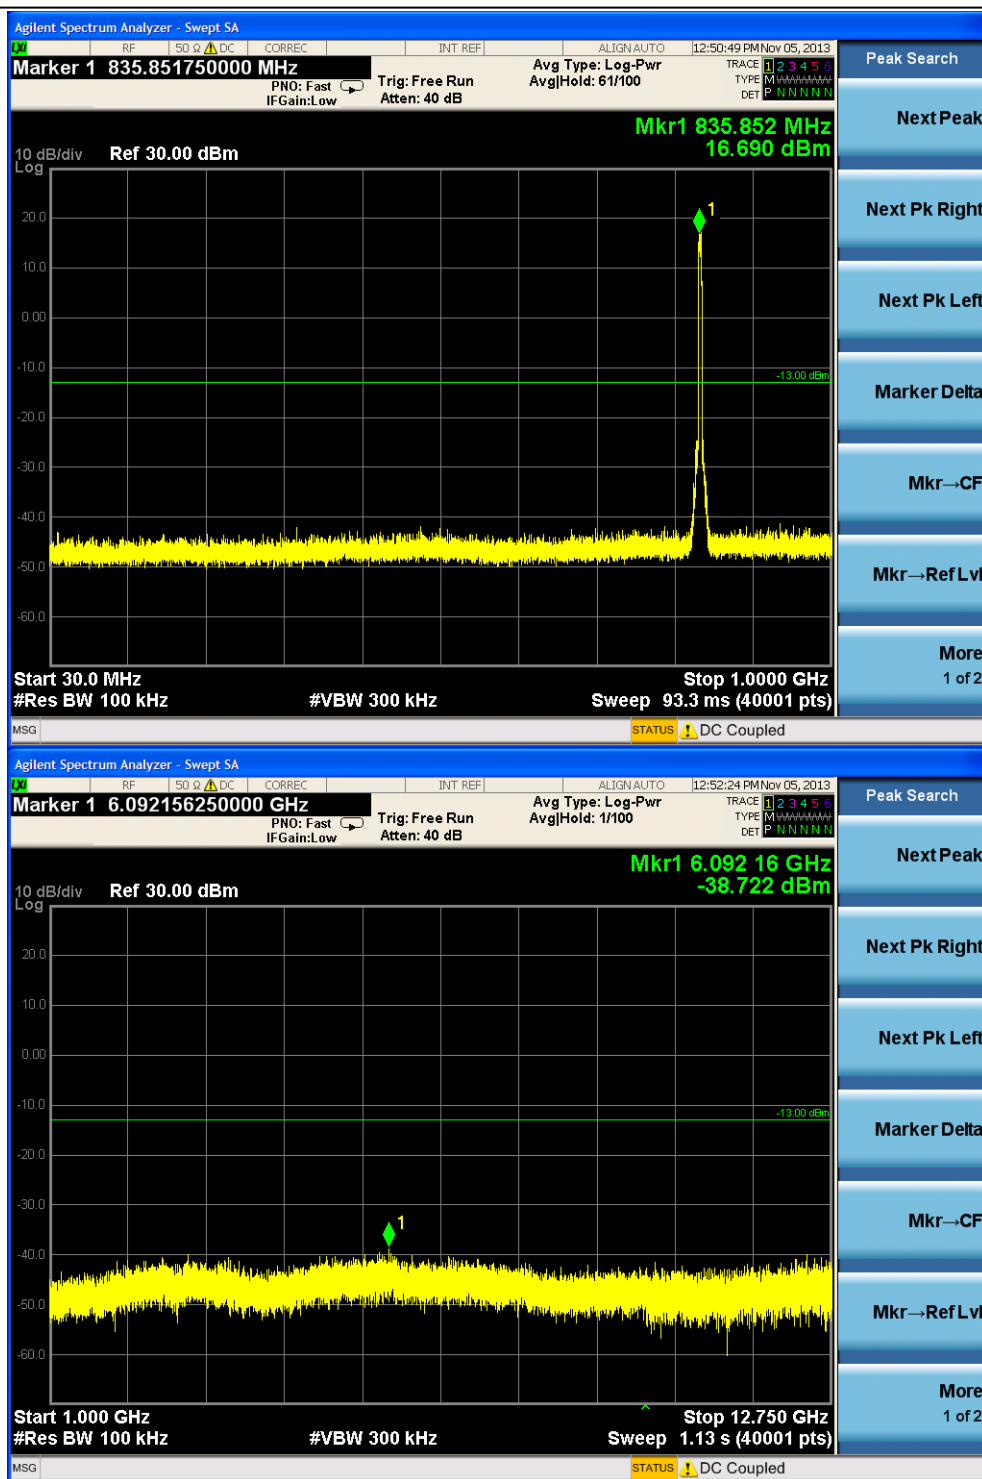 Agilent Spectrum Analyzer - Swept SA
LXI RF 50 Ω DC CORREC INT REF ALIGNAUTO 12:50:49 PM Nov 05, 2013
Marker 1 835.851750000 MHz
PNO: Fast
IFGain:Low
Trig: Free Run
Atten: 40 dB
Avg Type: Log-Pwr
Avg|Hold: 61/100
TRACE 1 2 3 4 5 6
TYPE M
DET P N N N N N
Mkr1 835.852 MHz
16.690 dBm
10 dB/div Ref 30.00 dBm
Log
20.0
10.0
0.00
-10.0
-20.0
-30.0
-40.0
-50.0
-60.0
1
-13.00 dBm
Start 30.0 MHz Stop 1.0000 GHz
#Res BW 100 kHz #VBW 300 kHz Sweep 93.3 ms (40001 pts)
MSG STATUS DC Coupled
Peak Search
Next Peak
Next Pk Right
Next Pk Left
Marker Delta
Mkr→CF
Mkr→Ref Lvl
More
1 of 2
Agilent Spectrum Analyzer - Swept SA
LXI RF 50 Ω DC CORREC INT REF ALIGNAUTO 12:52:24 PM Nov 05, 2013
Marker 1 6.092156250000 GHz
PNO: Fast
IFGain:Low
Trig: Free Run
Atten: 40 dB
Avg Type: Log-Pwr
Avg|Hold: 1/100
TRACE 1 2 3 4 5 6
TYPE M
DET P N N N N N
Mkr1 6.092 16 GHz
-38.722 dBm
10 dB/div Ref 30.00 dBm
Log
20.0
10.0
0.00
-10.0
-20.0
-30.0
-40.0
-50.0
-60.0
1
-13.00 dBm
Start 1.000 GHz Stop 12.750 GHz
#Res BW 100 kHz #VBW 300 kHz Sweep 1.13 s (40001 pts)
MSG STATUS DC Coupled
Peak Search
Next Peak
Next Pk Right
Next Pk Left
Marker Delta
Mkr→CF
Mkr→Ref Lvl
More
1 of 2